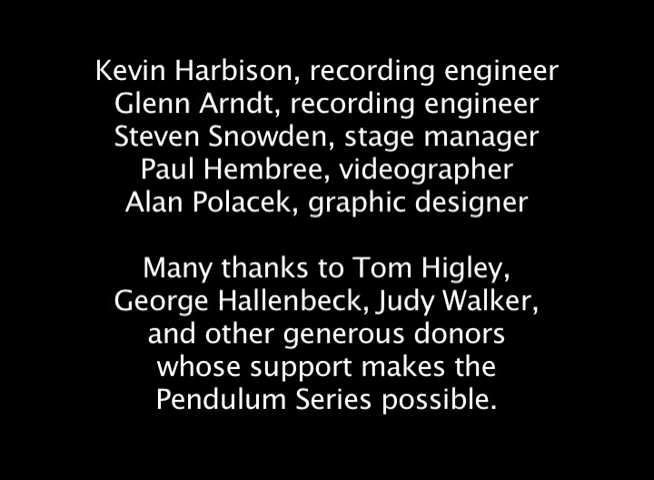 Kevin Harbison, recording engineer
Glenn Arndt, recording engineer
Steven Snowden, stage manager
Paul Hembree, videographer
Alan Polacek, graphic designer
Many thanks to Tom Higley,
George Hallenbeck, Judy Walker,
and other generous donors
whose support makes the
Pendulum Series possible.